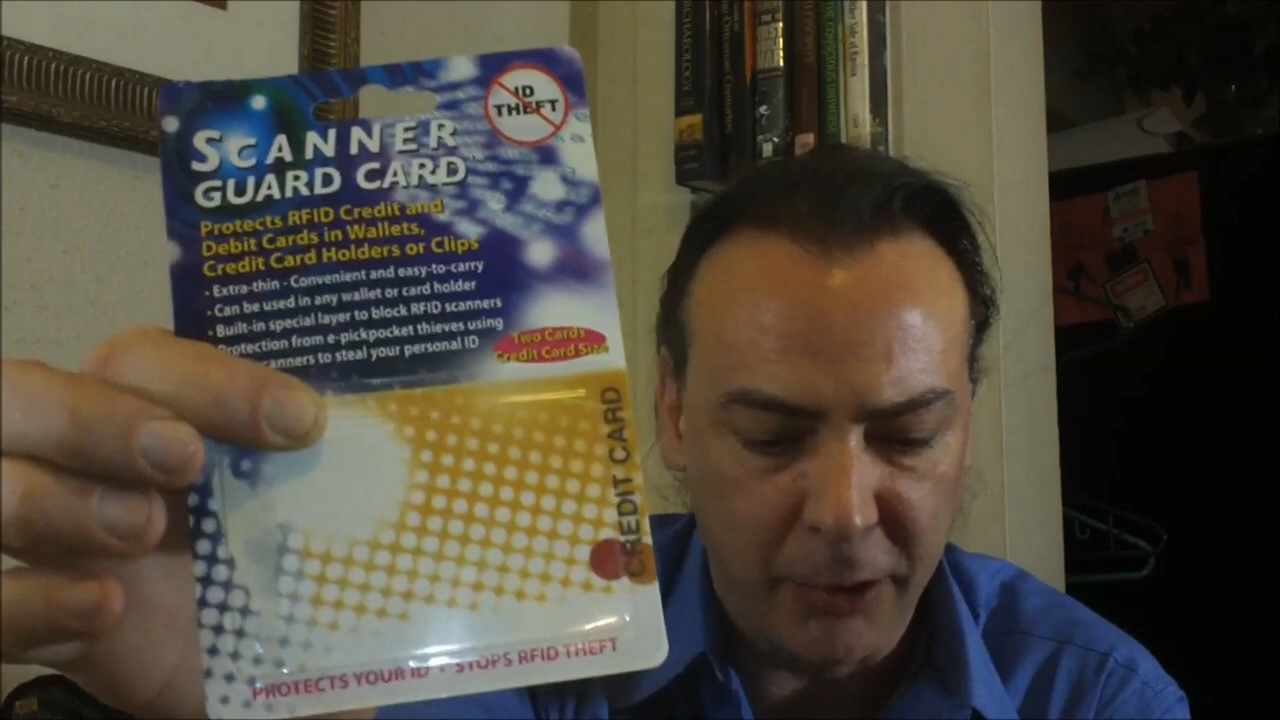 ID
THEFT
SCANNER
GUARD CARD
Protects RFID Credit and
Debit Cards in Wallets,
Credit Card Holders or Clips
• Extra-thin - Convenient and easy-to-carry
• Can be used in any wallet or card holder
• Built-in special layer to block RFID scanners
Protection from e-pickpocket thieves using
scanners to steal your personal ID
Two Cards
Credit Card Size
CREDIT CARD
PROTECTS YOUR ID • STOPS RFID THEFT
THE CONSCIOUS UNIVERSE